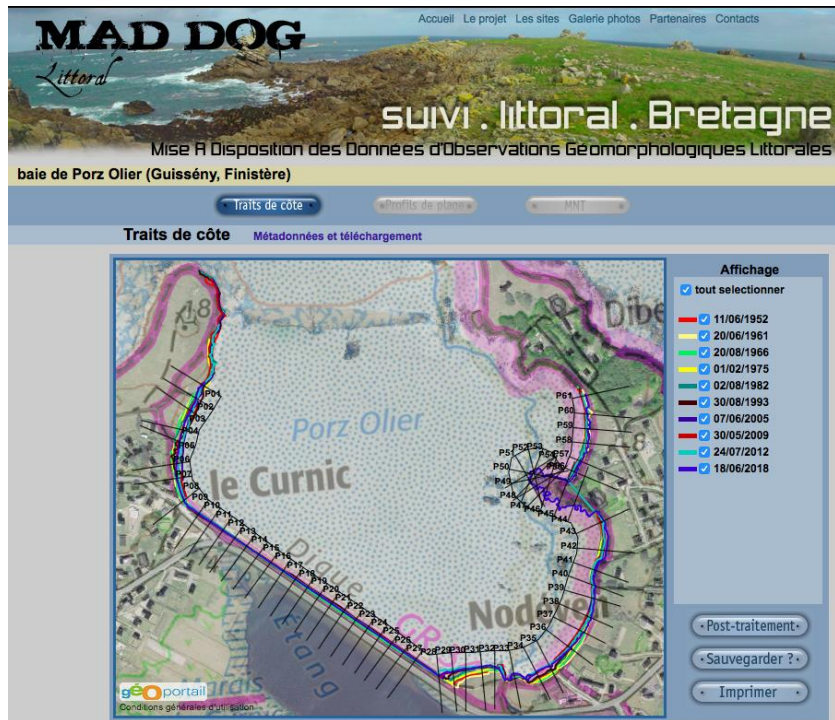 Accueil Le projet Les sites Galerie photos Partenaires Contacts
MAD DOG
Littoral
suivi . littoral . Bretagne
Mise A Disposition des Données d'Observations Géomorphologiques Littorales
baie de Porz Olier (Guissény, Finistère)
Traits de côte
Profils de plage
MNT
Traits de côte Métadonnées et téléchargement
Affichage
tout selectionner
11/06/1952
20/06/1961
20/08/1966
01/02/1975
02/08/1982
30/08/1993
07/06/2005
30/05/2009
24/07/2012
18/06/2018
Post-traitement
Sauvegarder ?
Imprimer
18
Dibe
Porz Olier
le Curnic
Digue
Etang
GR
8
P01
P02
P03
P04
P05
P06
P07
P08
P09
P10
P11
P12
P13
P14
P15
P16
P17
P18
P19
P20
P21
P22
P23
P24
P25
P26
P27
P28 P29 P30 P31 P32 P33 P34
P35
P36
P37
P38
P39
P40
P41
P42
P43
P44
P45
P46
P47
P48
P49
P50
P51
P52
P53
P57
P58
P59
P60
P61
géoportail
Conditions générales d'utilisation